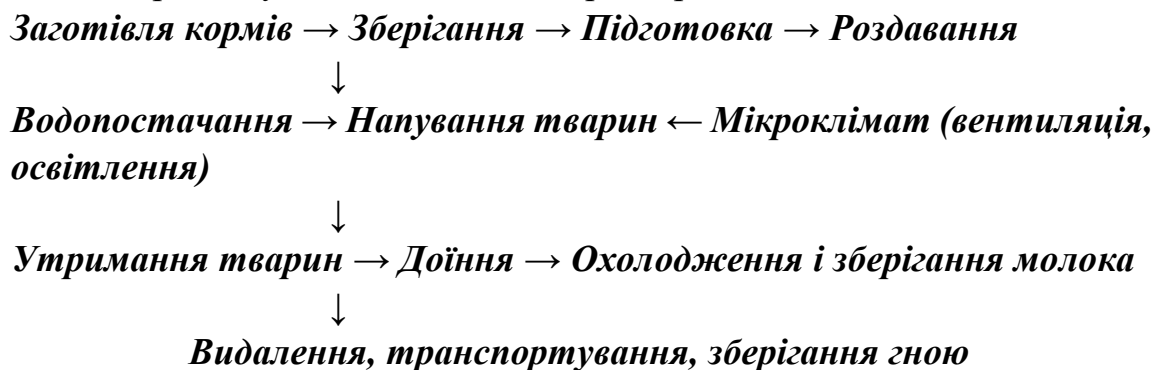 Заготівля кормів → Зберігання → Підготовка → Роздавання
↓
Водопостачання → Напування тварин ← Мікроклімат (вентиляція,
освітлення)
↓
Утримання тварин → Доїння → Охолодження і зберігання молока
↓
Видалення, транспортування, зберігання гною